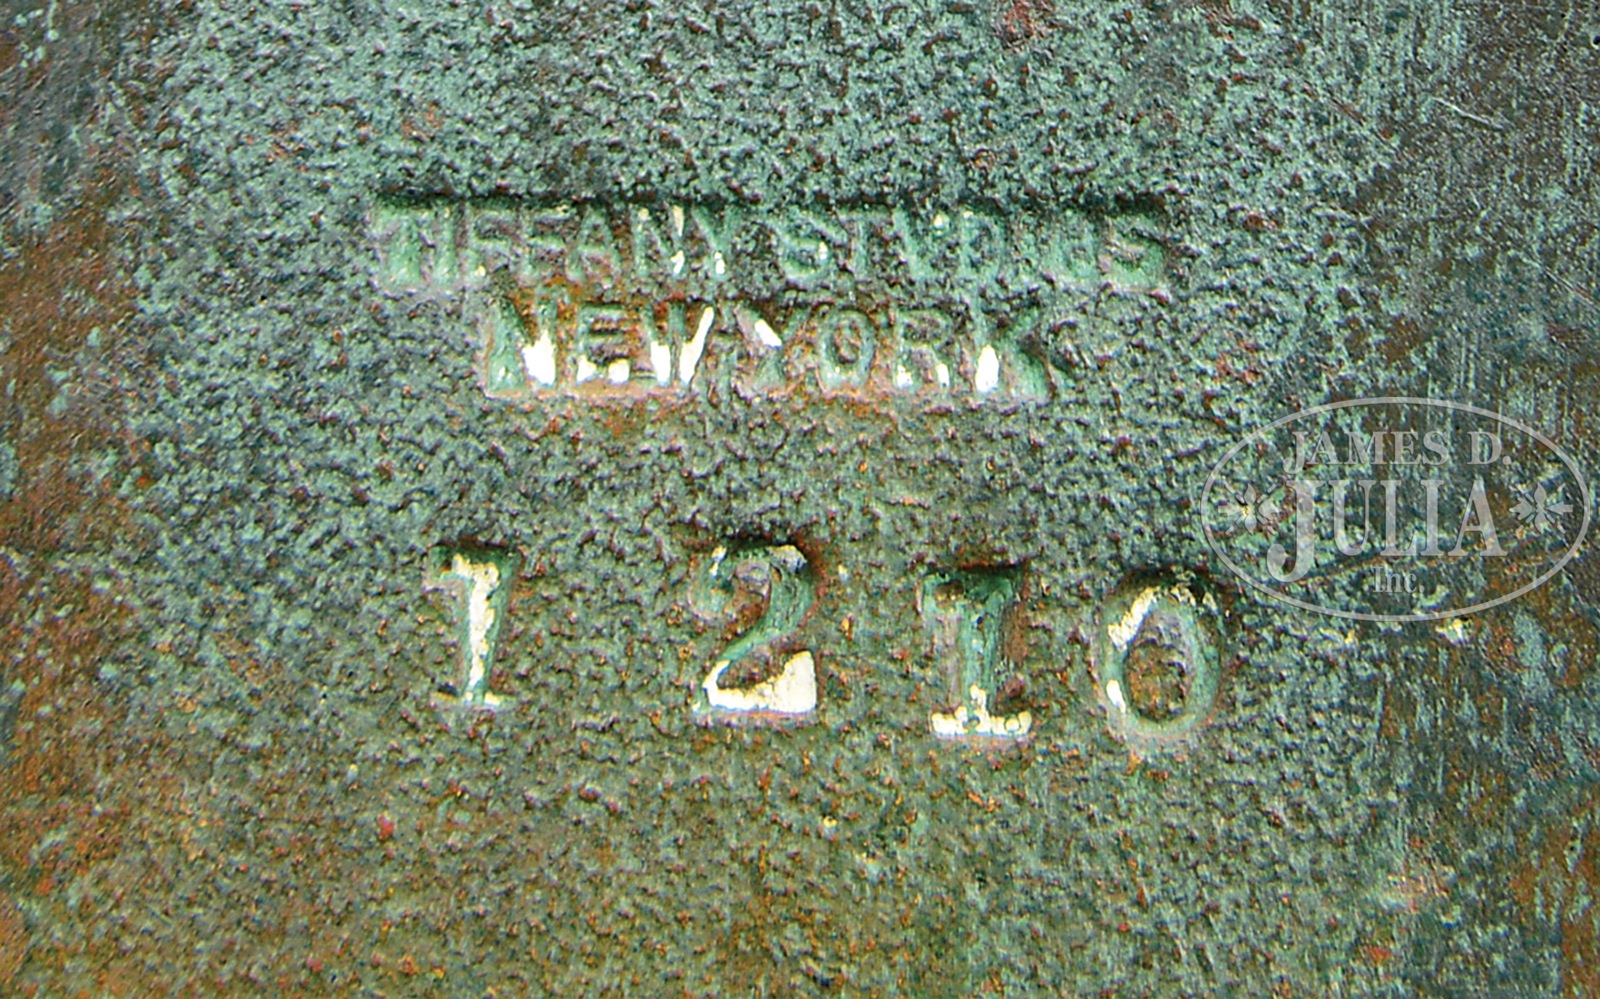 TIFFANY STVDIOS
NEW YORK
1210
JAMES D.
JULIA
Inc.